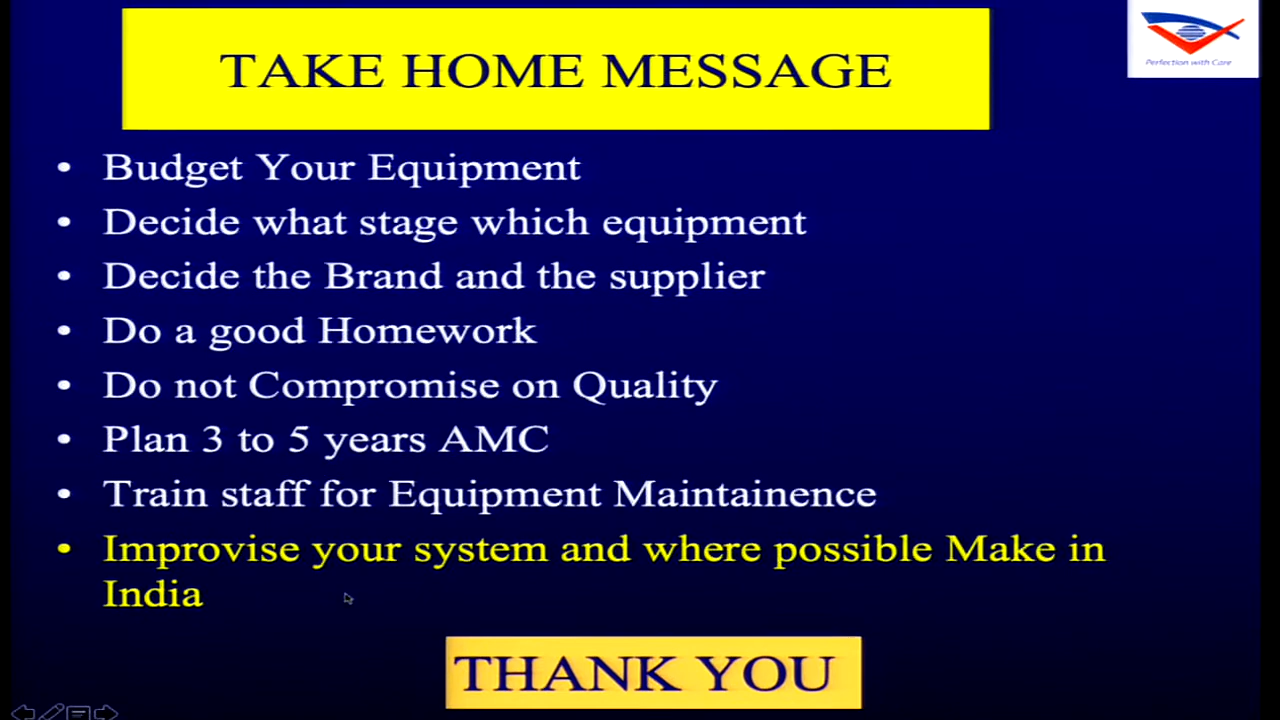 TAKE HOME MESSAGE
Perfection with Care
• Budget Your Equipment
• Decide what stage which equipment
• Decide the Brand and the supplier
• Do a good Homework
• Do not Compromise on Quality
• Plan 3 to 5 years AMC
• Train staff for Equipment Maintainence
• Improvise your system and where possible Make in
India
THANK YOU